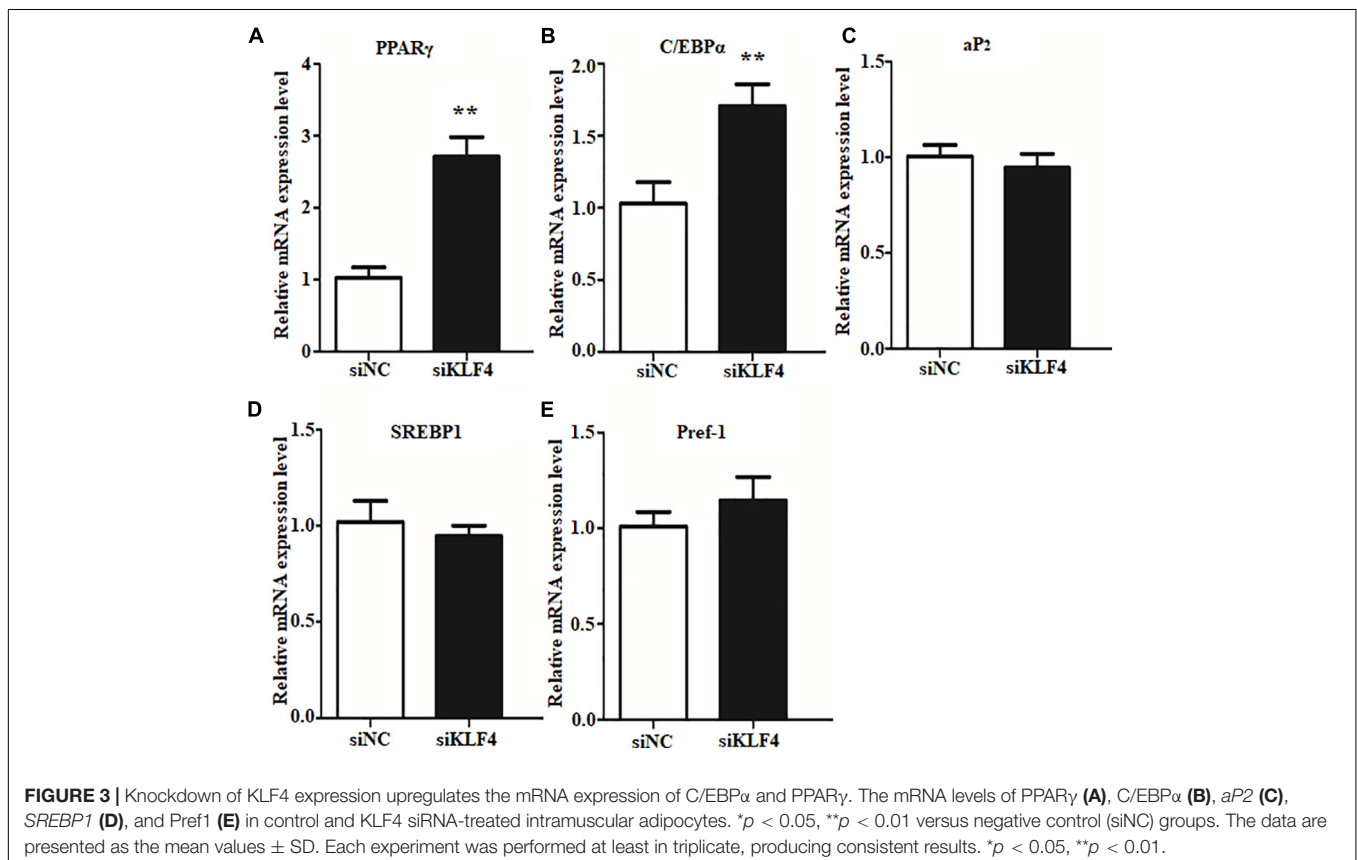 A
PPARγ
Relative mRNA expression level
4
3
2
1
0
**
siNC
siKLF4
B
C/EBPα
Relative mRNA expression level
2.0
1.5
1.0
0.5
0.0
**
siNC
siKLF4
C
aP2
Relative mRNA expression level
1.5
1.0
0.5
0.0
siNC
siKLF4
D
SREBP1
Relative mRNA expression level
1.5
1.0
0.5
0.0
siNC
siKLF4
E
Pref-1
Relative mRNA expression level
1.5
1.0
0.5
0.0
siNC
siKLF4
FIGURE 3 | Knockdown of KLF4 expression upregulates the mRNA expression of C/EBPα and PPARγ. The mRNA levels of PPARγ (A), C/EBPα (B), aP2 (C),
SREBP1 (D), and Pref1 (E) in control and KLF4 siRNA-treated intramuscular adipocytes. *p < 0.05, **p < 0.01 versus negative control (siNC) groups. The data are
presented as the mean values ± SD. Each experiment was performed at least in triplicate, producing consistent results. *p < 0.05, **p < 0.01.